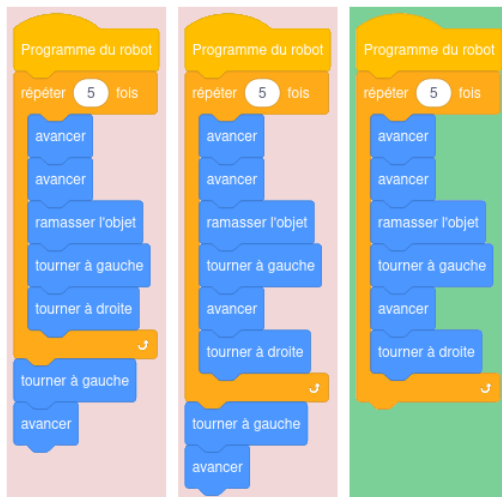 Programme du robot
répéter 5 fois
avancer
avancer
ramasser l'objet
tourner à gauche
tourner à droite
tourner à gauche
avancer
Programme du robot
répéter 5 fois
avancer
avancer
ramasser l'objet
tourner à gauche
avancer
tourner à droite
tourner à gauche
avancer
Programme du robot
répéter 5 fois
avancer
avancer
ramasser l'objet
tourner à gauche
avancer
tourner à droite